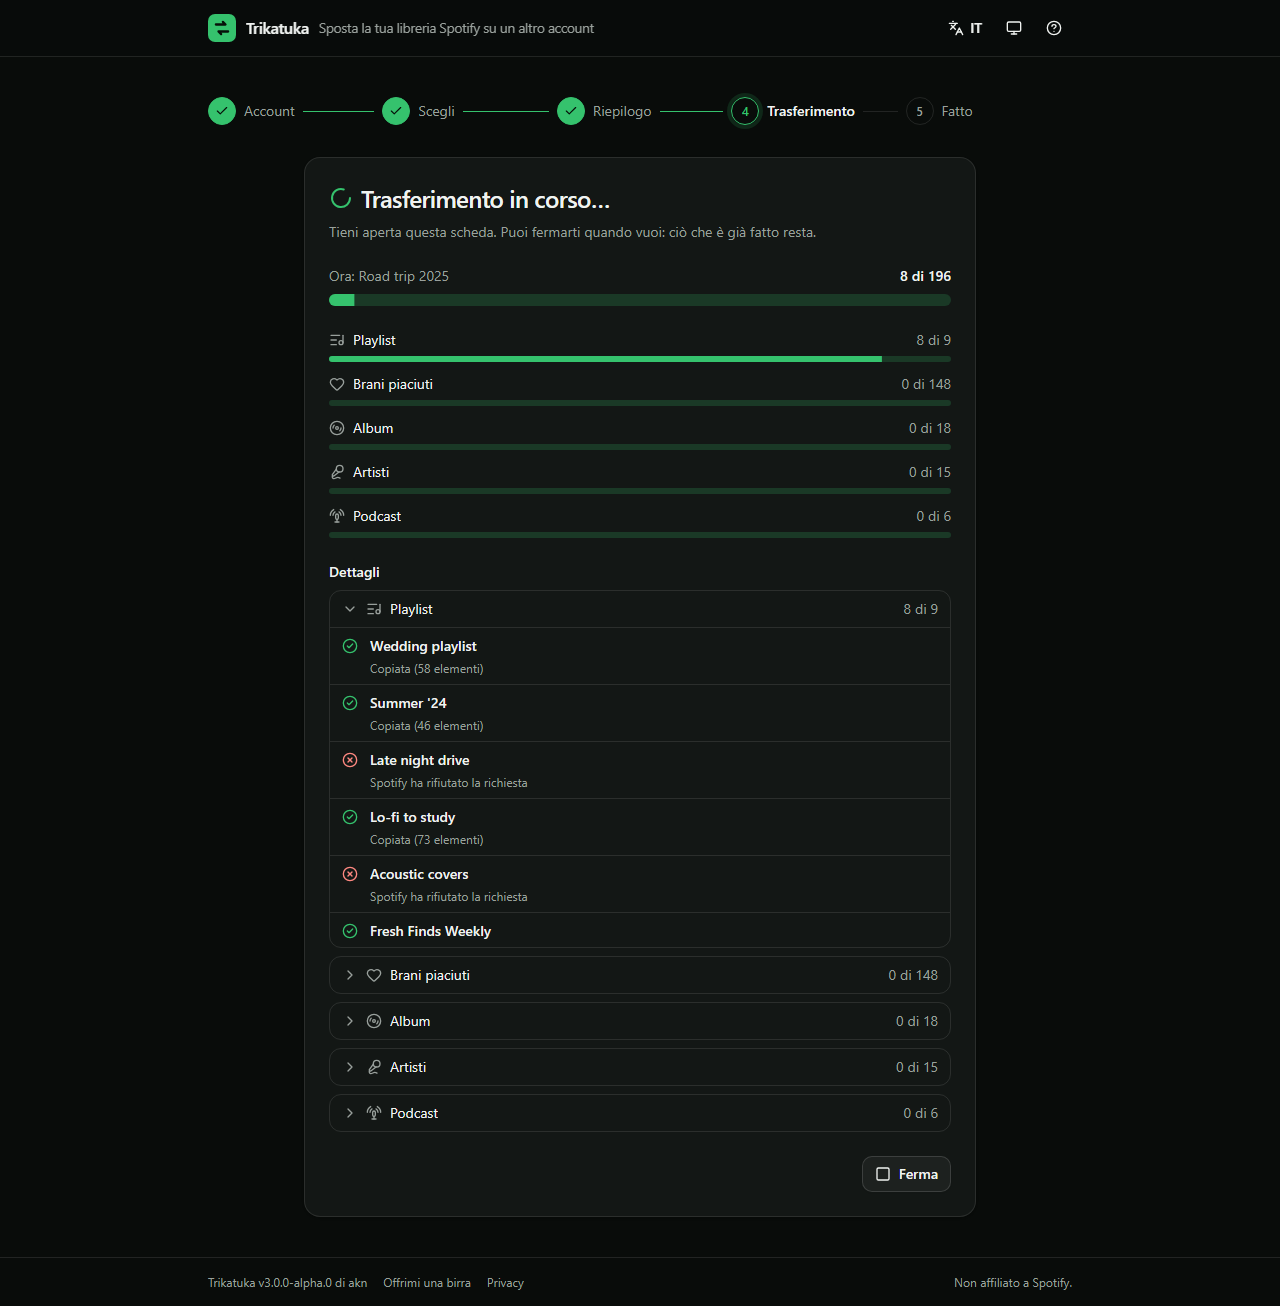 Trikatuka Sposta la tua libreria Spotify su un altro account IT
Account Scegli Riepilogo 4 Trasferimento 5 Fatto
Trasferimento in corso...
Tieni aperta questa scheda. Puoi fermarti quando vuoi: ciò che è già fatto resta.
Ora: Road trip 2025 8 di 196
Playlist 8 di 9
Brani piaciuti 0 di 148
Album 0 di 18
Artisti 0 di 15
Podcast 0 di 6
Dettagli
Playlist 8 di 9
Wedding playlist
Copiata (58 elementi)
Summer '24
Copiata (46 elementi)
Late night drive
Spotify ha rifiutato la richiesta
Lo-fi to study
Copiata (73 elementi)
Acoustic covers
Spotify ha rifiutato la richiesta
Fresh Finds Weekly
Brani piaciuti 0 di 148
Album 0 di 18
Artisti 0 di 15
Podcast 0 di 6
Ferma
Trikatuka v3.0.0-alpha.0 di akn Offrimi una birra Privacy Non affiliato a Spotify.